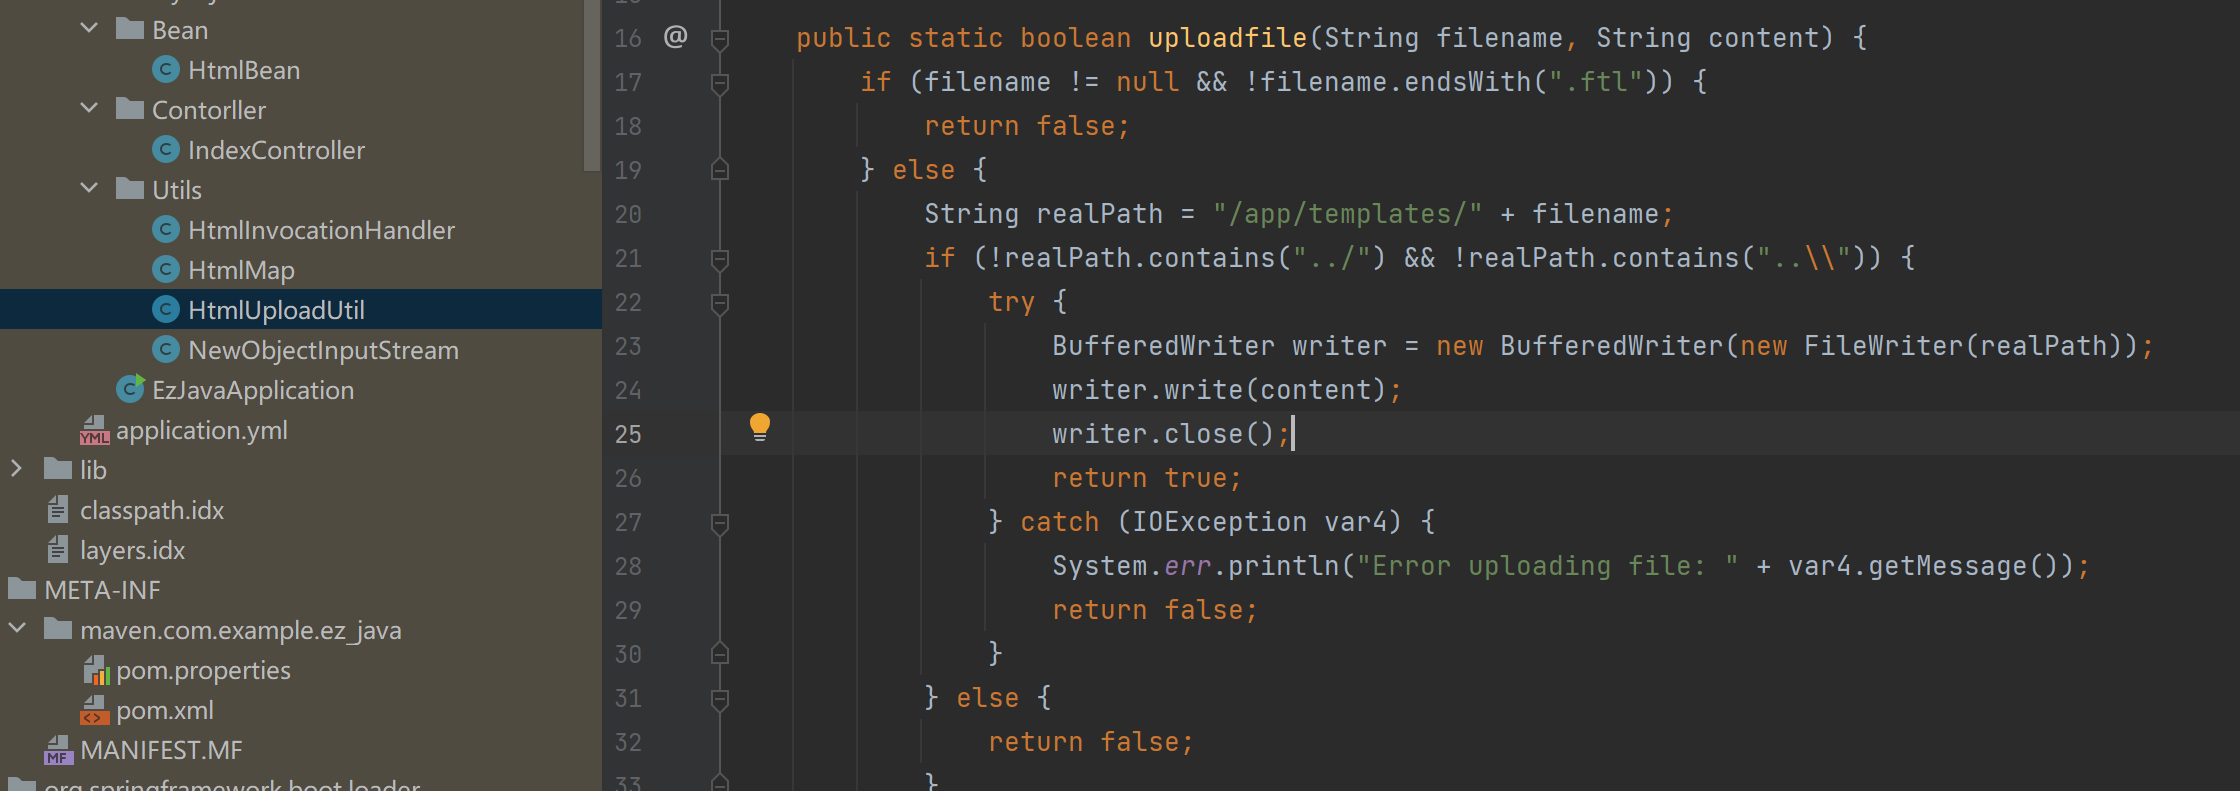 Bean
HtmlBean
Contorller
IndexController
Utils
HtmlInvocationHandler
HtmlMap
HtmlUploadUtil
NewObjectInputStream
EzJavaApplication
application.yml
lib
classpath.idx
layers.idx
META-INF
maven.com.example.ez_java
pom.properties
pom.xml
MANIFEST.MF
org.springframework.boot.loader
16 @ public static boolean uploadfile(String filename, String content) {
17 if (filename != null && !filename.endsWith(".ftl")) {
18 return false;
19 } else {
20 String realPath = "/app/templates/" + filename;
21 if (!realPath.contains("../") && !realPath.contains("..\\")) {
22 try {
23 BufferedWriter writer = new BufferedWriter(new FileWriter(realPath));
24 writer.write(content);
25 writer.close();
26 return true;
27 } catch (IOException var4) {
28 System.err.println("Error uploading file: " + var4.getMessage());
29 return false;
30 }
31 } else {
32 return false;
33 }